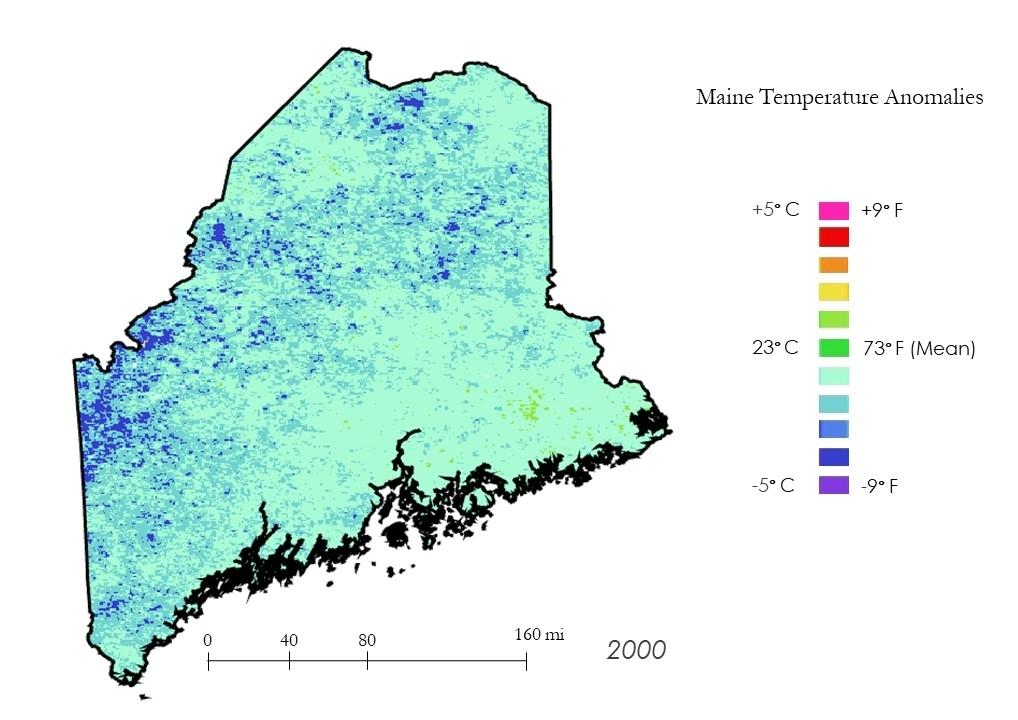 Maine Temperature Anomalies
+5° C +9° F
23° C 73° F (Mean)
-5° C -9° F
0 40 80 160 mi
2000